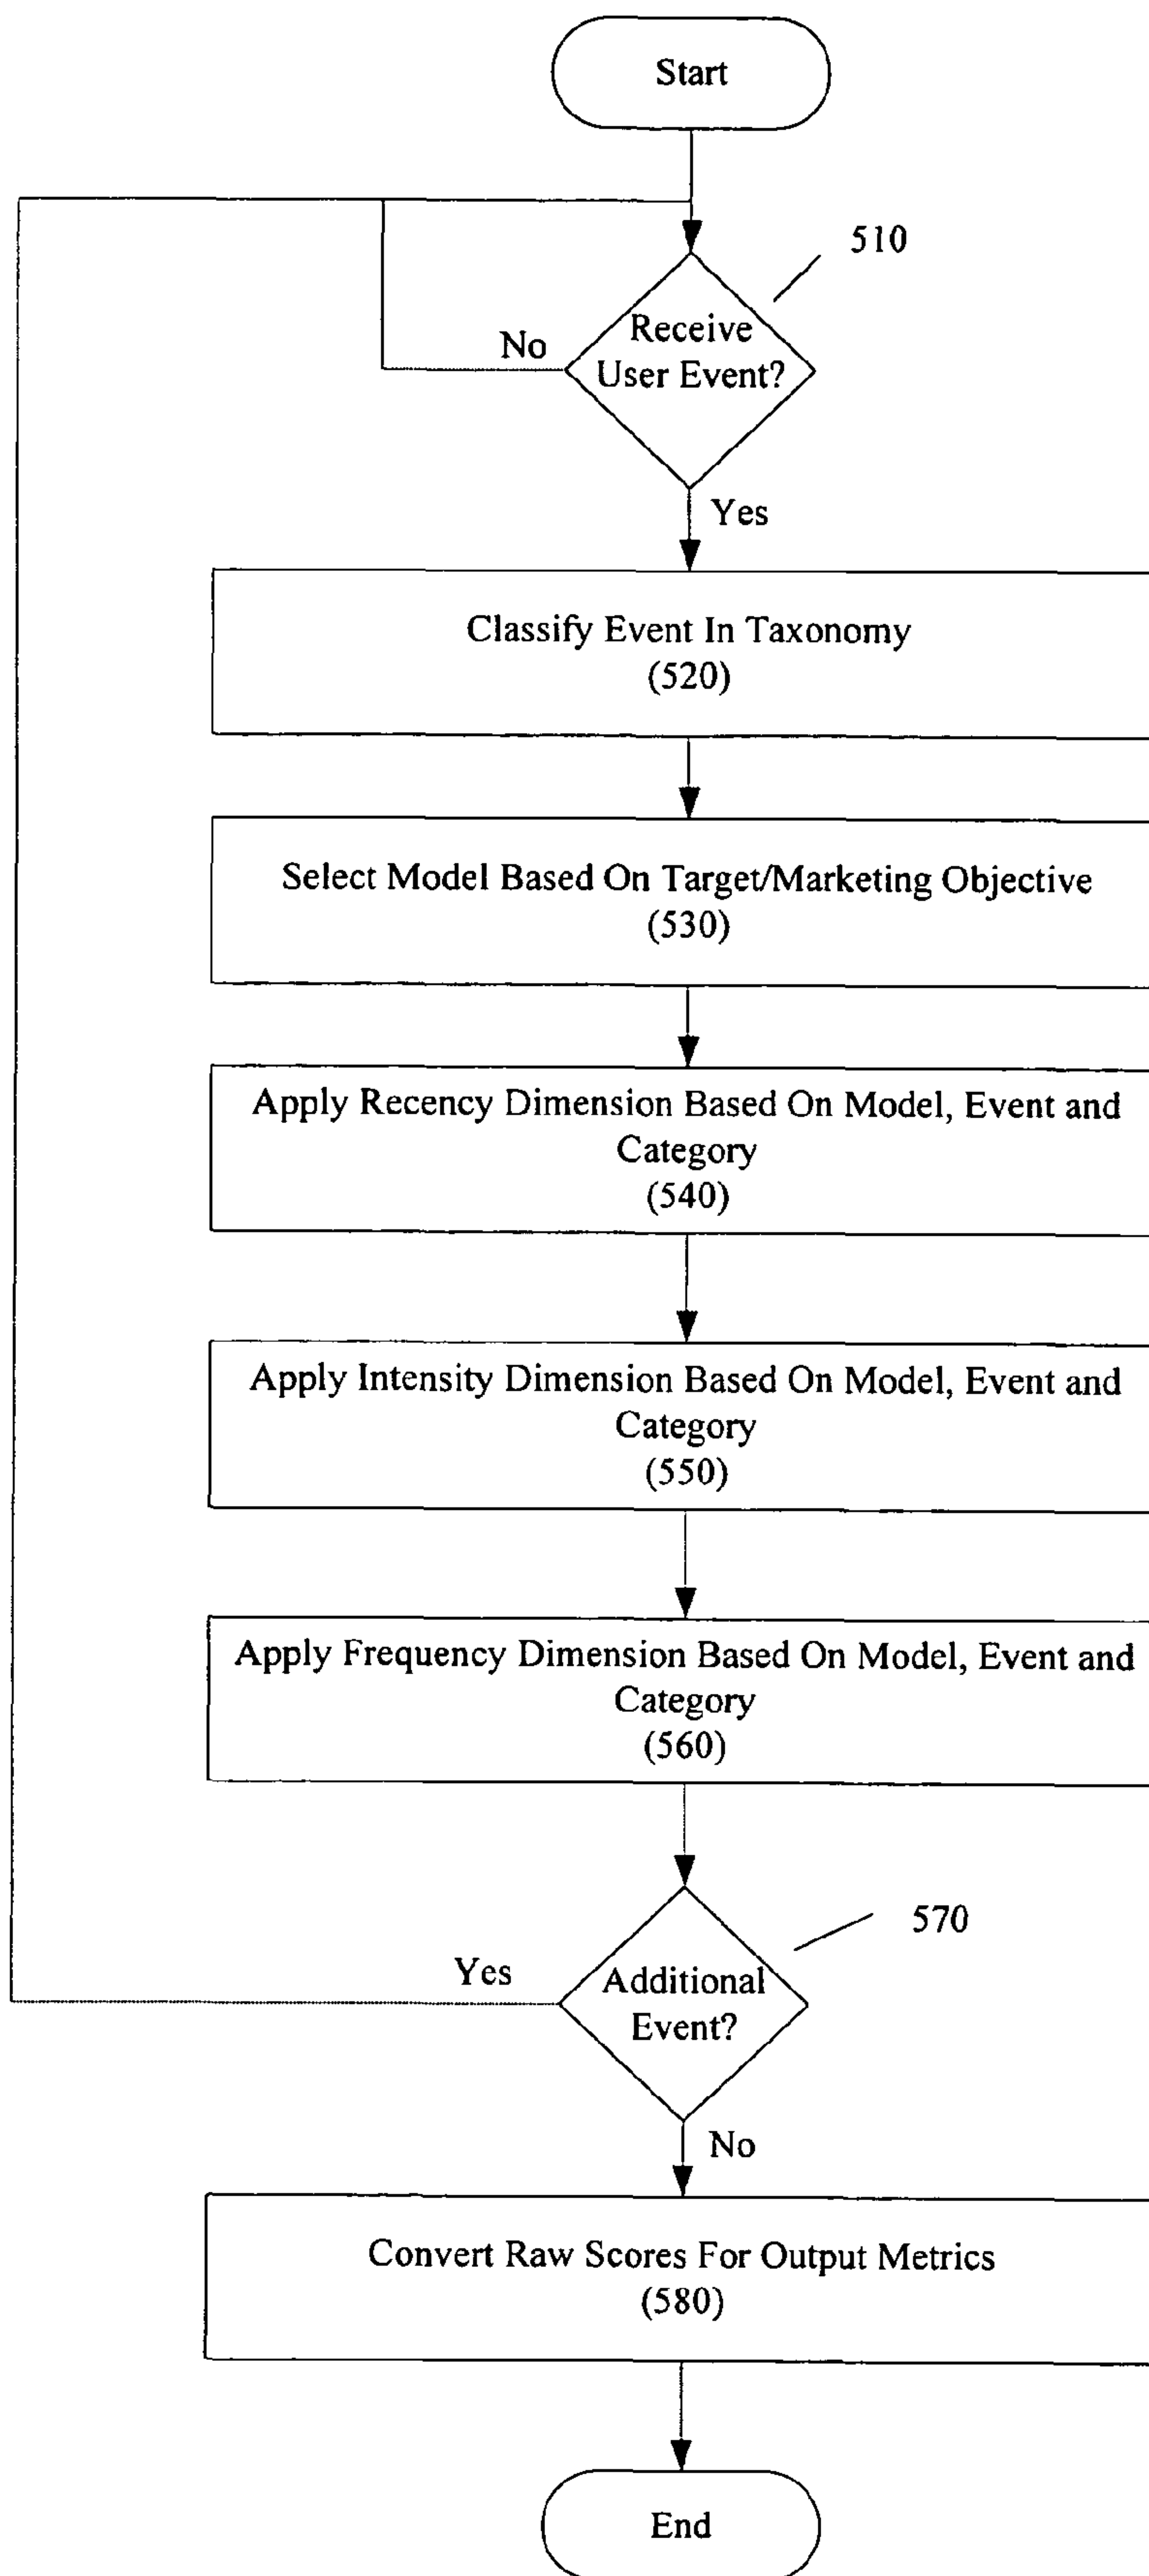 Start
510
Receive
User Event?
No
Yes
Classify Event In Taxonomy
(520)
Select Model Based On Target/Marketing Objective
(530)
Apply Recency Dimension Based On Model, Event and
Category
(540)
Apply Intensity Dimension Based On Model, Event and
Category
(550)
Apply Frequency Dimension Based On Model, Event and
Category
(560)
570
Yes
Additional
Event?
No
Convert Raw Scores For Output Metrics
(580)
End